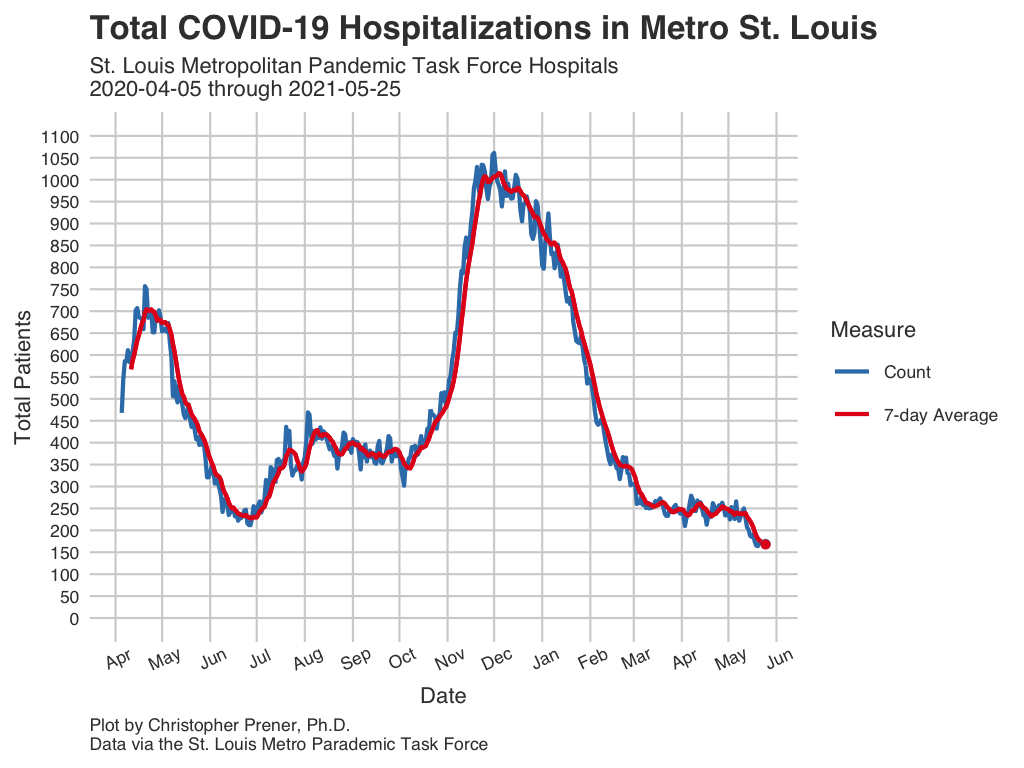 Total COVID-19 Hospitalizations in Metro St. Louis
St. Louis Metropolitan Pandemic Task Force Hospitals
2020-04-05 through 2021-05-25
Total Patients
1100
1050
1000
950
900
850
800
750
700
650
600
550
500
450
400
350
300
250
200
150
100
50
0
Apr
May
Jun
Jul
Aug
Sep
Oct
Nov
Dec
Jan
Feb
Mar
Apr
May
Jun
Date
Measure
Count
7-day Average
Plot by Christopher Prener, Ph.D.
Data via the St. Louis Metro Parademic Task Force